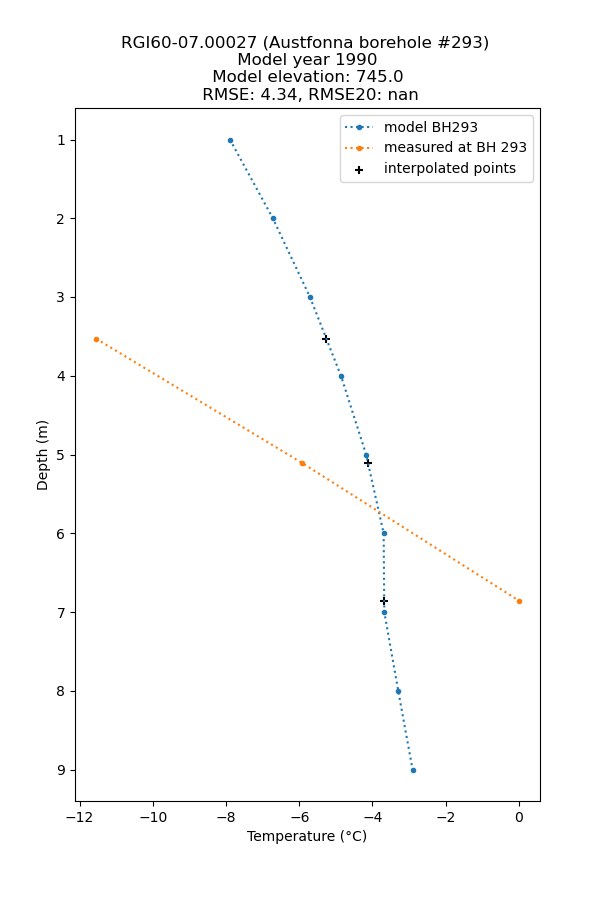 RGI60-07.00027 (Austfonna borehole #293)
Model year 1990
Model elevation: 745.0
RMSE: 4.34, RMSE20: nan
model BH293
measured at BH 293
interpolated points
1
2
3
4
5
6
7
8
9
Depth (m)
−12 −10 −8 −6 −4 −2 0
Temperature (°C)